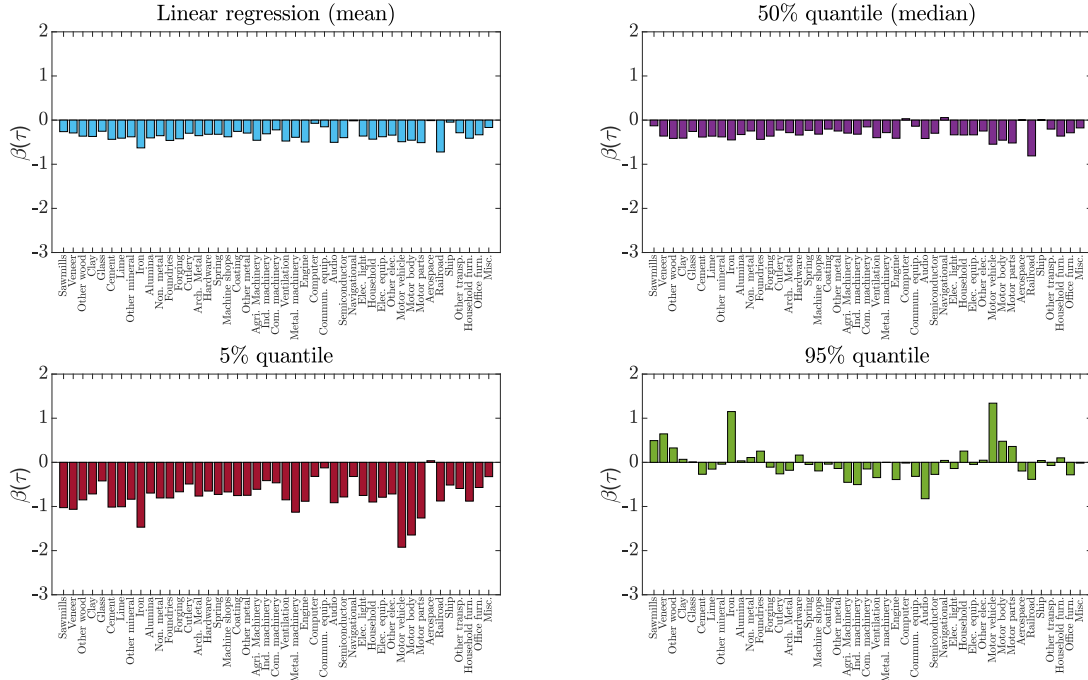 Linear regression (mean)
2
1
0
-1
-2
-3
β(τ)
Sawmills
Veneer
Other wood
Clay
Glass
Cement
Lime
Other mineral
Iron
Alumina
Non. metal
Foundries
Forging
Cutlery
Arch. Metal
Hardware
Spring
Machine shops
Coating
Other metal
Agri. Machinery
Ind. machinery
Com. machinery
Ventilation
Metal. machinery
Engine
Computer
Commun. equip.
Audio
Semiconductor
Navigational
Elec. light
Household
Elec. equip.
Other elec.
Motor vehicle
Motor body
Motor parts
Aerospace
Railroad
Ship
Other transp.
Household furn.
Office furn.
Misc.
50% quantile (median)
2
1
0
-1
-2
-3
β(τ)
Sawmills
Veneer
Other wood
Clay
Glass
Cement
Lime
Other mineral
Iron
Alumina
Non. metal
Foundries
Forging
Cutlery
Arch. Metal
Hardware
Spring
Machine shops
Coating
Other metal
Agri. Machinery
Ind. machinery
Com. machinery
Ventilation
Metal. machinery
Engine
Computer
Commun. equip.
Audio
Semiconductor
Navigational
Elec. light
Household
Elec. equip.
Other elec.
Motor vehicle
Motor body
Motor parts
Aerospace
Railroad
Ship
Other transp.
Household furn.
Office furn.
Misc.
5% quantile
2
1
0
-1
-2
-3
β(τ)
Sawmills
Veneer
Other wood
Clay
Glass
Cement
Lime
Other mineral
Iron
Alumina
Non. metal
Foundries
Forging
Cutlery
Arch. Metal
Hardware
Spring
Machine shops
Coating
Other metal
Agri. Machinery
Ind. machinery
Com. machinery
Ventilation
Metal. machinery
Engine
Computer
Commun. equip.
Audio
Semiconductor
Navigational
Elec. light
Household
Elec. equip.
Other elec.
Motor vehicle
Motor body
Motor parts
Aerospace
Railroad
Ship
Other transp.
Household furn.
Office furn.
Misc.
95% quantile
2
1
0
-1
-2
-3
β(τ)
Sawmills
Veneer
Other wood
Clay
Glass
Cement
Lime
Other mineral
Iron
Alumina
Non. metal
Foundries
Forging
Cutlery
Arch. Metal
Hardware
Spring
Machine shops
Coating
Other metal
Agri. Machinery
Ind. machinery
Com. machinery
Ventilation
Metal. machinery
Engine
Computer
Commun. equip.
Audio
Semiconductor
Navigational
Elec. light
Household
Elec. equip.
Other elec.
Motor vehicle
Motor body
Motor parts
Aerospace
Railroad
Ship
Other transp.
Household furn.
Office furn.
Misc.